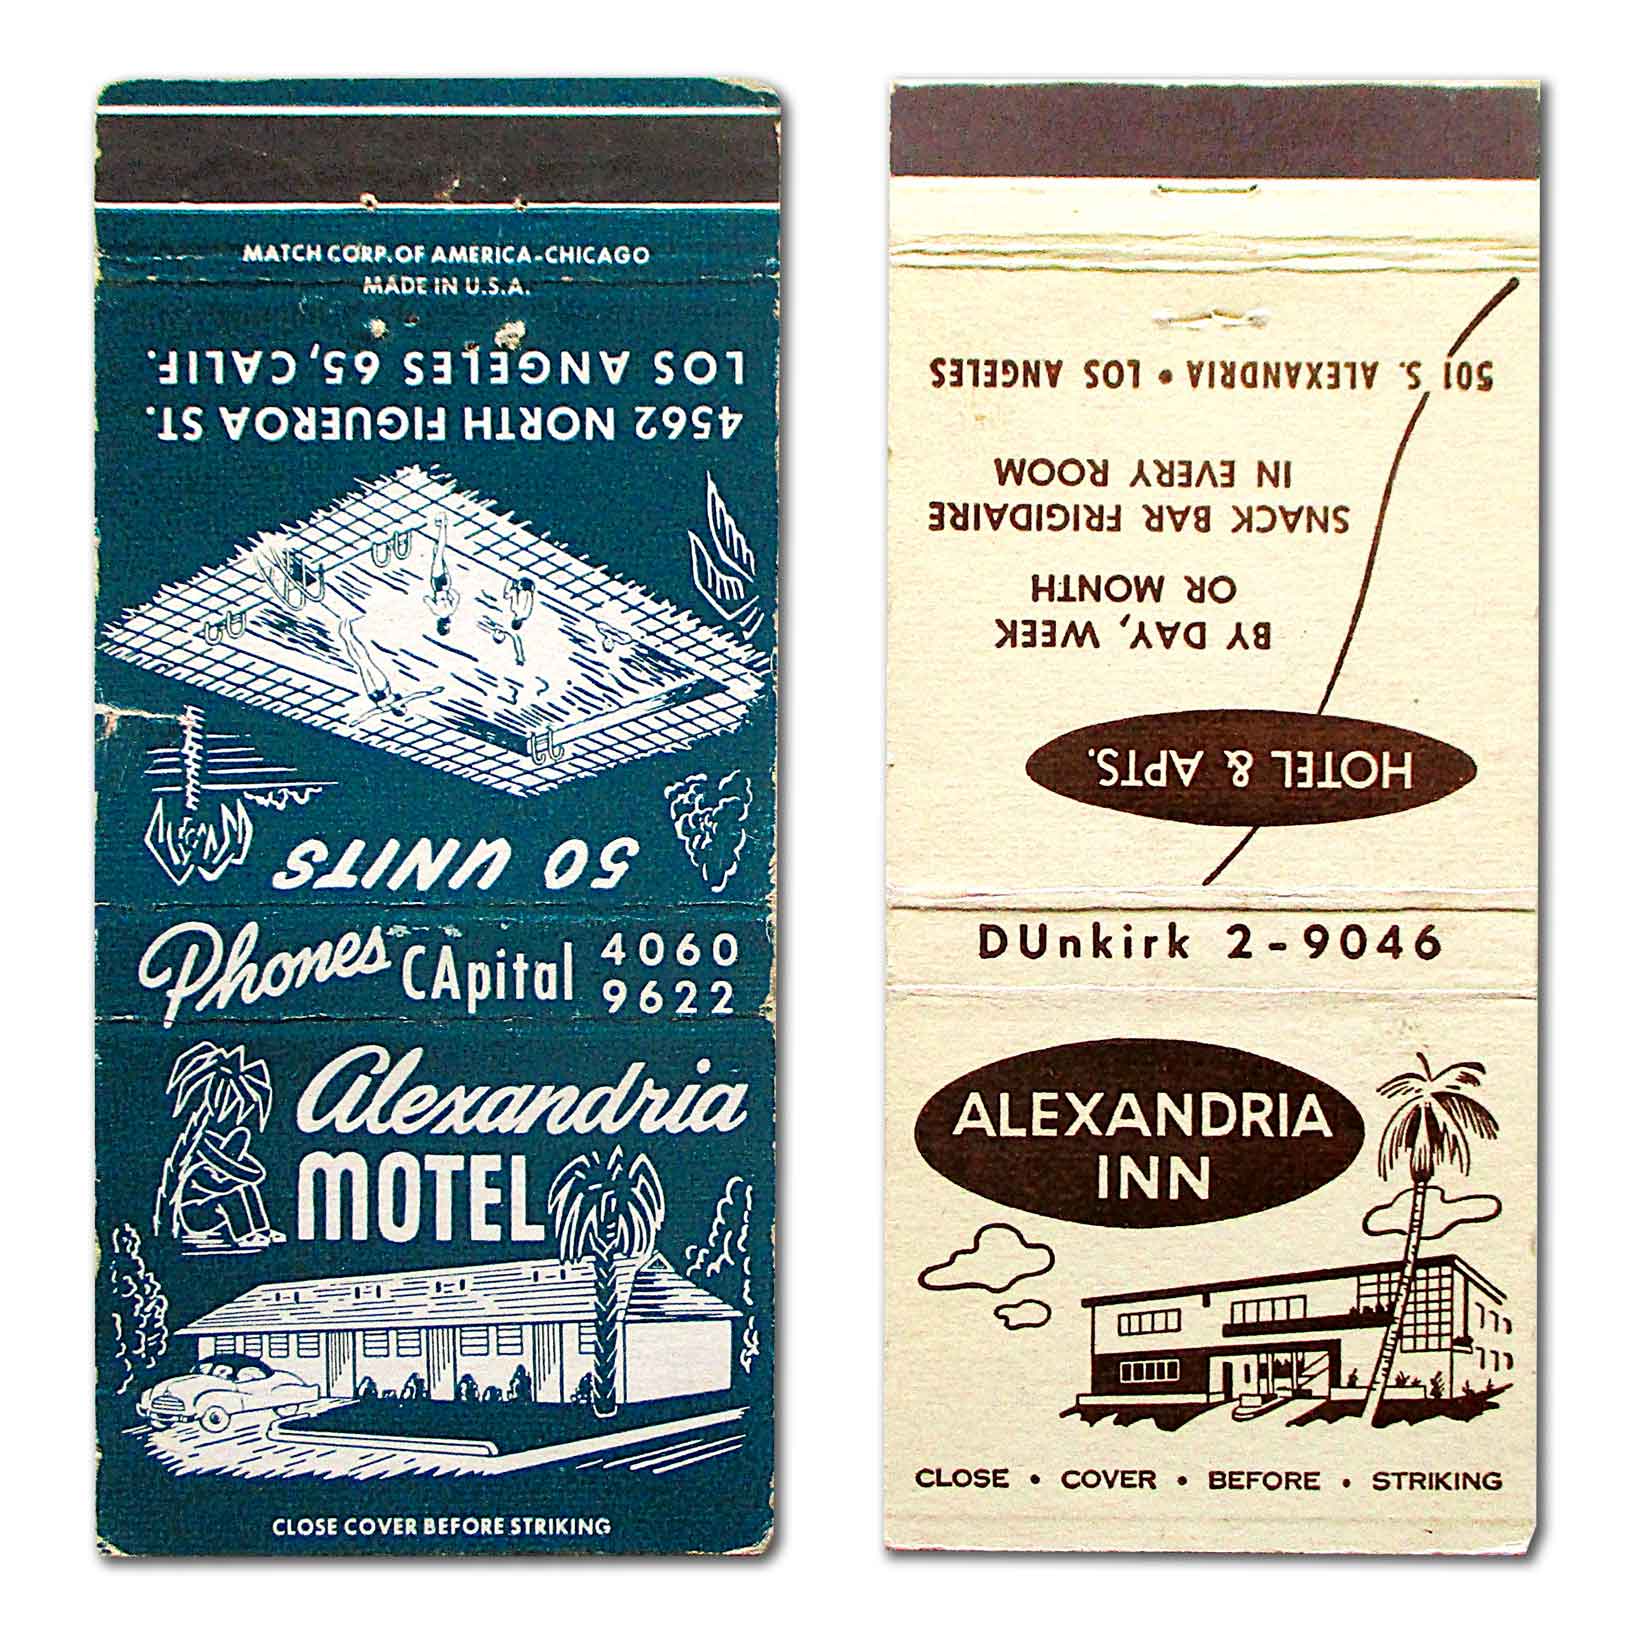 MATCH CORP. OF AMERICA-CHICAGO
MADE IN U.S.A.
4562 NORTH FIGUEROA ST.
LOS ANGELES 65, CALIF.
50 UNITS
Phones CApital 4060
9622
Alexandria
MOTEL
CLOSE COVER BEFORE STRIKING
HOTEL & APTS.
BY DAY, WEEK
OR MONTH
SNACK BAR FRIGIDAIRE
IN EVERY ROOM
501 S. ALEXANDRIA • LOS ANGELES
DUnkirk 2-9046
ALEXANDRIA
INN
CLOSE • COVER • BEFORE • STRIKING